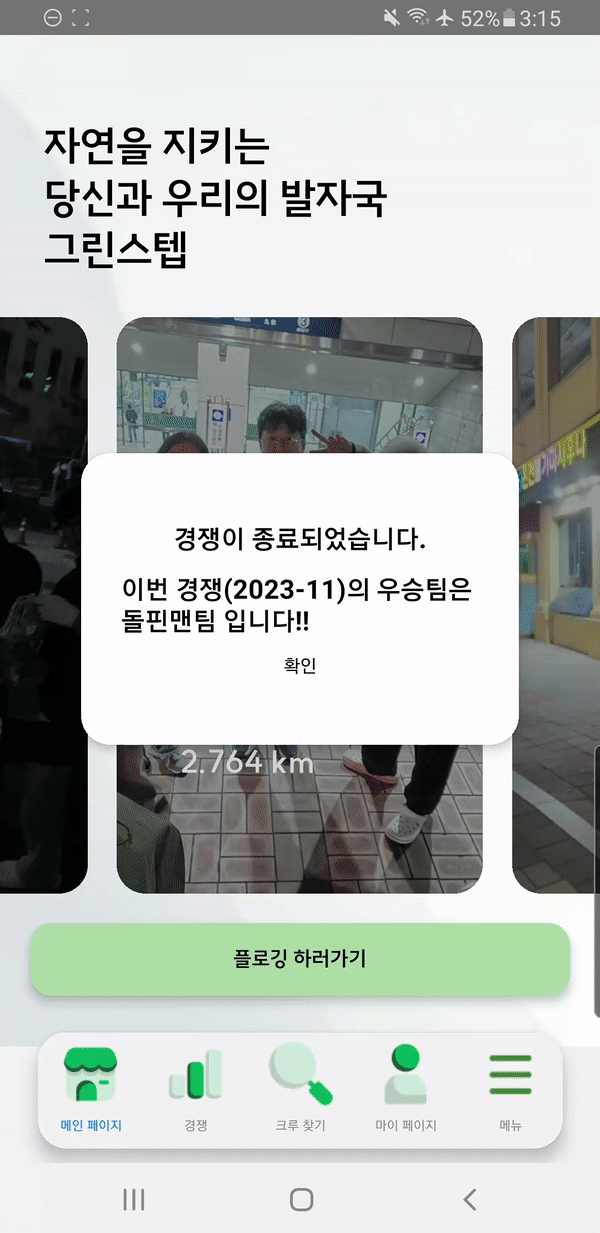 52% 3:15
자연을 지키는
당신과 우리의 발자국
그린스텝
③
경쟁이 종료되었습니다.
이번 경쟁(2023-11)의 우승팀은
돌핀맨팀 입니다!!
확인
2.764 km
플로깅 하러가기
메인 페이지
경쟁
크루 찾기
마이 페이지
메뉴